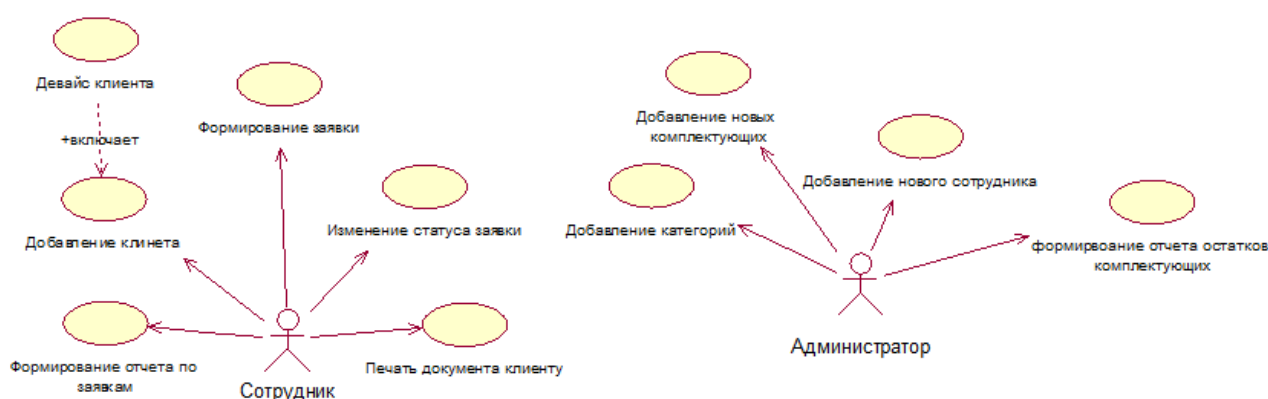 Девайс клиента
+включает
Добавление клинета
Формирование заявки
Изменение статуса заявки
Формирование отчета по
заявкам
Сотрудник
Печать документа клиенту
Добавление новых
комплектующих
Добавление нового сотрудника
Добавление категорий
формирвоание отчета остатков
комплектующих
Администратор